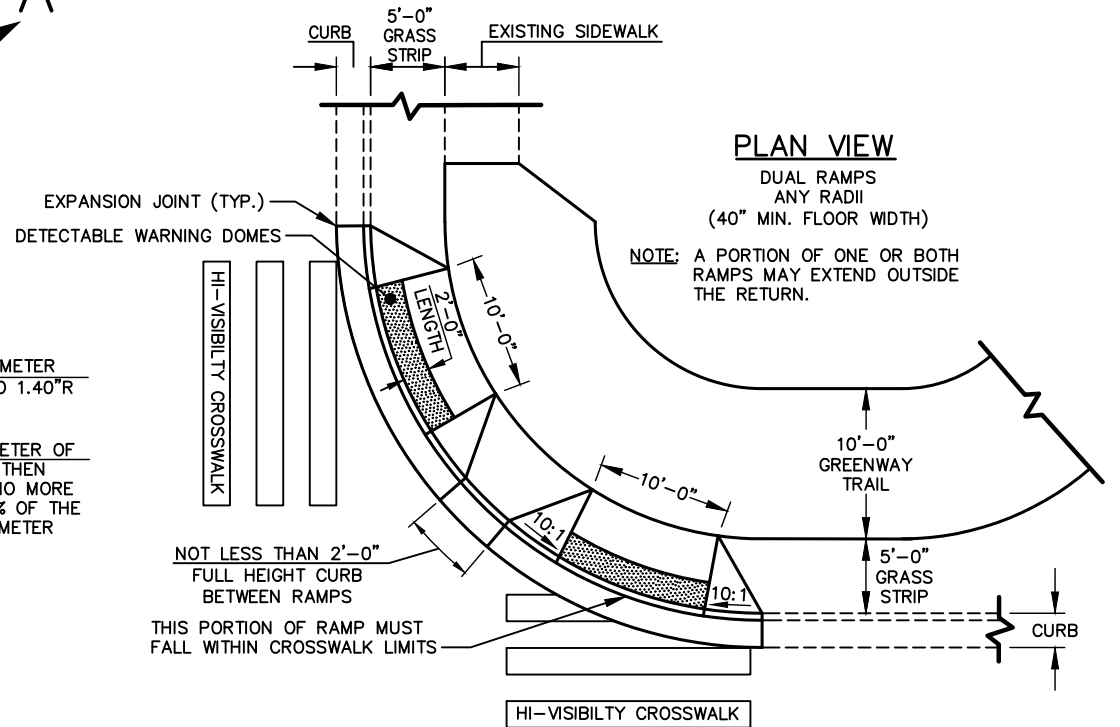 CURB
5'-0"
GRASS
STRIP
EXISTING SIDEWALK
PLAN VIEW
DUAL RAMPS
ANY RADII
(40" MIN. FLOOR WIDTH)
NOTE: A PORTION OF ONE OR BOTH
RAMPS MAY EXTEND OUTSIDE
THE RETURN.
EXPANSION JOINT (TYP.)
DETECTABLE WARNING DOMES
HI-VISIBILTY CROSSWALK
2'-0"
LENGTH
10'-0"
METER
1.40"R
ETER OF
THEN
NO MORE
% OF THE
METER
10'-0"
10:1
10:1
10'-0"
GREENWAY
TRAIL
5'-0"
GRASS
STRIP
CURB
NOT LESS THAN 2'-0"
FULL HEIGHT CURB
BETWEEN RAMPS
THIS PORTION OF RAMP MUST
FALL WITHIN CROSSWALK LIMITS
HI-VISIBILTY CROSSWALK